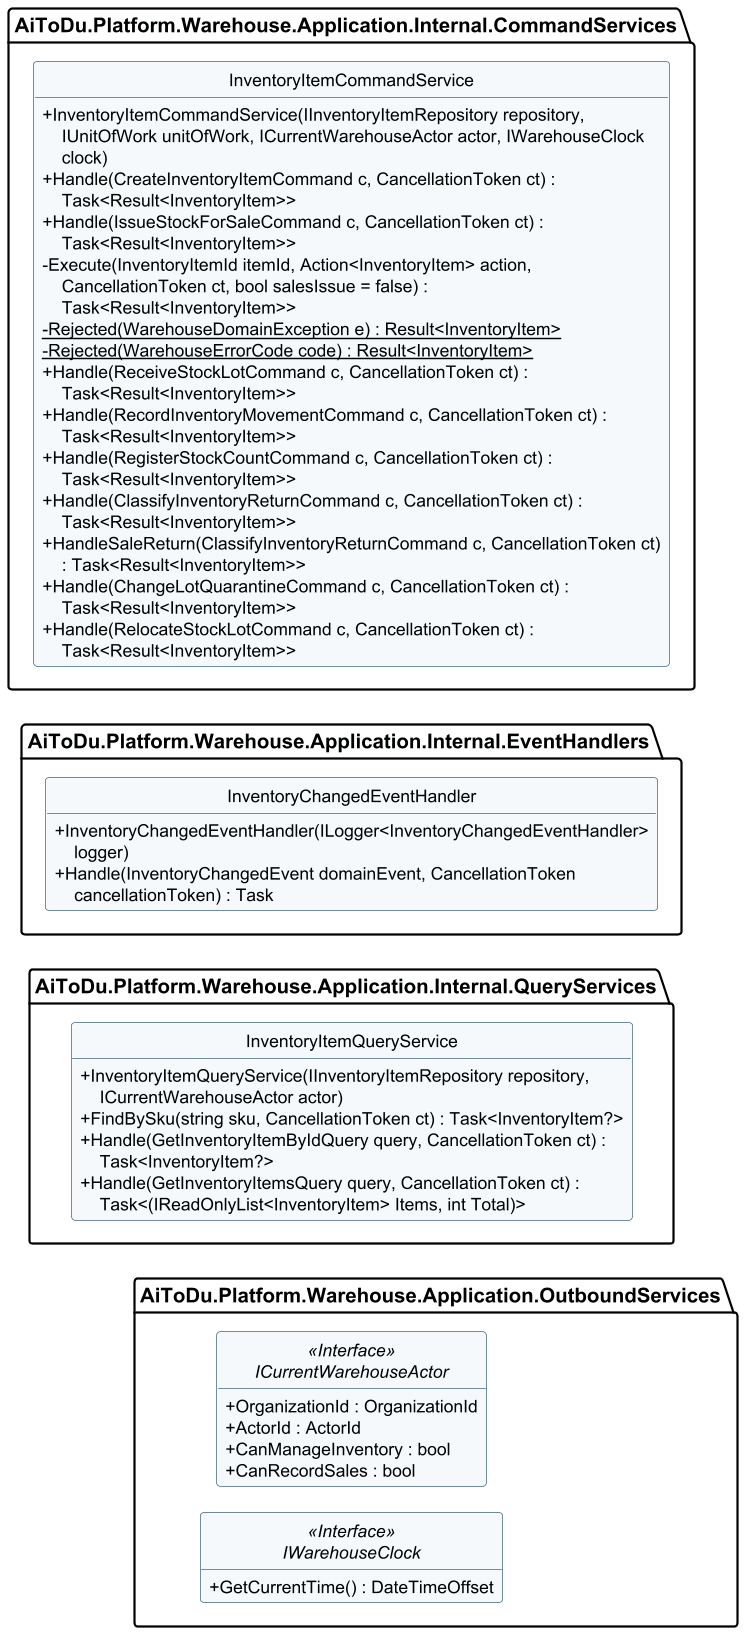 AiToDu.Platform.Warehouse.Application.Internal.CommandServices
InventoryItemCommandService
+InventoryItemCommandService(IInventoryItemRepository repository,
IUnitOfWork unitOfWork, ICurrentWarehouseActor actor, IWarehouseClock
clock)
+Handle(CreateInventoryItemCommand c, CancellationToken ct) :
Task<Result<InventoryItem>>
+Handle(IssueStockForSaleCommand c, CancellationToken ct) :
Task<Result<InventoryItem>>
-Execute(InventoryItemId itemId, Action<InventoryItem> action,
CancellationToken ct, bool salesIssue = false) :
Task<Result<InventoryItem>>
-Rejected(WarehouseDomainException e) : Result<InventoryItem>
-Rejected(WarehouseErrorCode code) : Result<InventoryItem>
+Handle(ReceiveStockLotCommand c, CancellationToken ct) :
Task<Result<InventoryItem>>
+Handle(RecordInventoryMovementCommand c, CancellationToken ct) :
Task<Result<InventoryItem>>
+Handle(RegisterStockCountCommand c, CancellationToken ct) :
Task<Result<InventoryItem>>
+Handle(ClassifyInventoryReturnCommand c, CancellationToken ct) :
Task<Result<InventoryItem>>
+HandleSaleReturn(ClassifyInventoryReturnCommand c, CancellationToken ct)
: Task<Result<InventoryItem>>
+Handle(ChangeLotQuarantineCommand c, CancellationToken ct) :
Task<Result<InventoryItem>>
+Handle(RelocateStockLotCommand c, CancellationToken ct) :
Task<Result<InventoryItem>>
AiToDu.Platform.Warehouse.Application.Internal.EventHandlers
InventoryChangedEventHandler
+InventoryChangedEventHandler(ILogger<InventoryChangedEventHandler>
logger)
+Handle(InventoryChangedEvent domainEvent, CancellationToken
cancellationToken) : Task
AiToDu.Platform.Warehouse.Application.Internal.QueryServices
InventoryItemQueryService
+InventoryItemQueryService(IInventoryItemRepository repository,
ICurrentWarehouseActor actor)
+FindBySku(string sku, CancellationToken ct) : Task<InventoryItem?>
+Handle(GetInventoryItemByIdQuery query, CancellationToken ct) :
Task<InventoryItem?>
+Handle(GetInventoryItemsQuery query, CancellationToken ct) :
Task<(IReadOnlyList<InventoryItem> Items, int Total)>
AiToDu.Platform.Warehouse.Application.OutboundServices
«Interface»
ICurrentWarehouseActor
+OrganizationId : OrganizationId
+ActorId : ActorId
+CanManageInventory : bool
+CanRecordSales : bool
«Interface»
IWarehouseClock
+GetCurrentTime() : DateTimeOffset